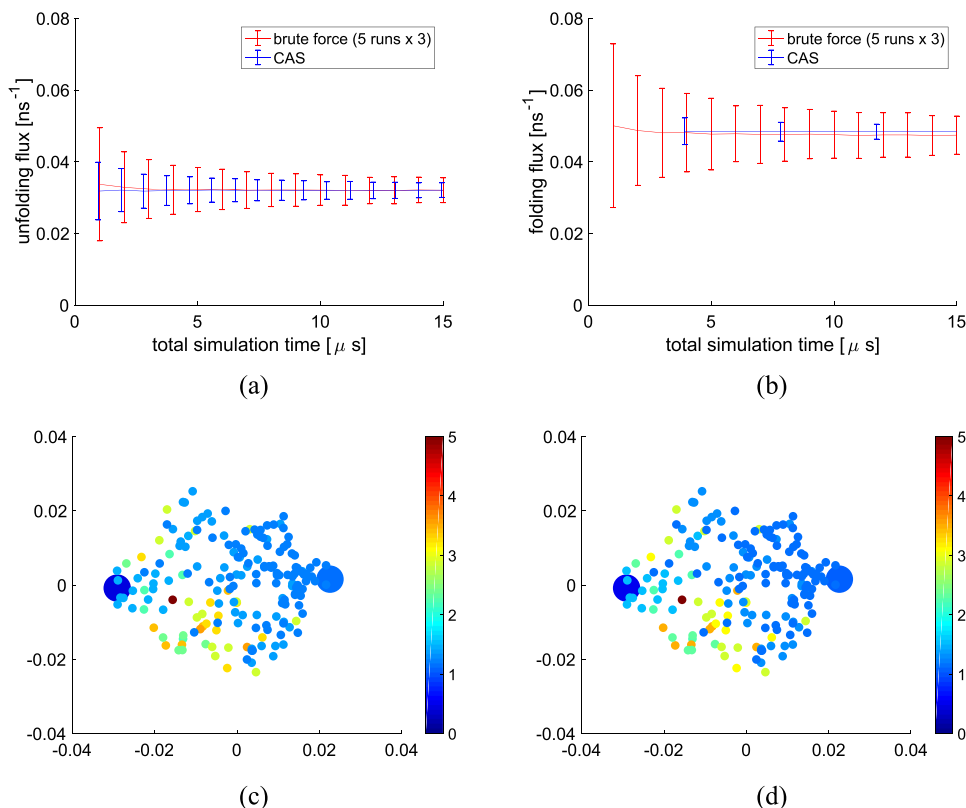 0.08
0.06
0.04
0.02
0
unfolding flux [ns-1]
brute force (5 runs x 3)
CAS
0 5 10 15
total simulation time [ μ s]
(a)
0.08
0.06
0.04
0.02
0
folding flux [ns-1]
brute force (5 runs x 3)
CAS
0 5 10 15
total simulation time [ μ s]
(b)
0.04
0.02
0
-0.02
-0.04
-0.04 -0.02 0 0.02 0.04
5
4
3
2
1
0
(c)
0.04
0.02
0
-0.02
-0.04
-0.04 -0.02 0 0.02 0.04
5
4
3
2
1
0
(d)